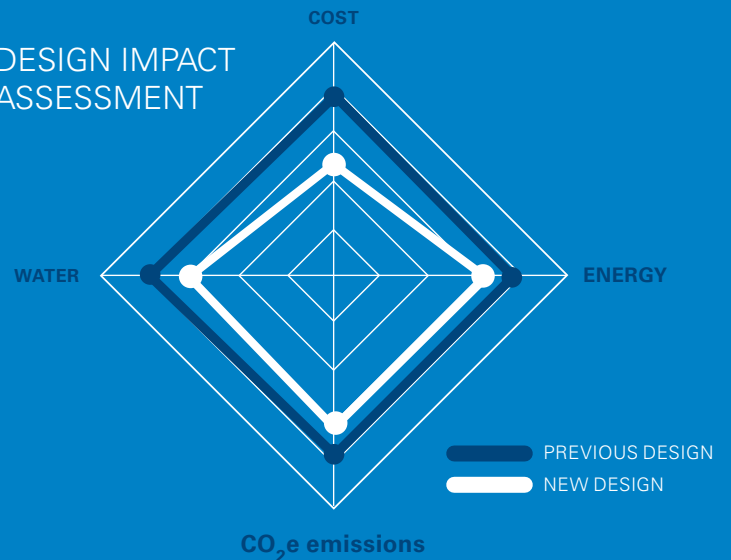 COST
DESIGN IMPACT
ASSESSMENT
WATER
ENERGY
PREVIOUS DESIGN
NEW DESIGN
CO₂e emissions